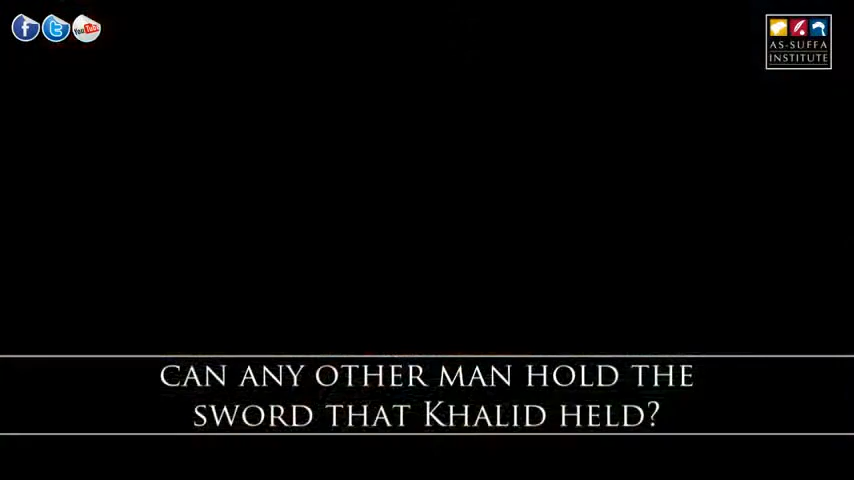 f t YouTube
AS-SUFFA
INSTITUTE
CAN ANY OTHER MAN HOLD THE
SWORD THAT KHALID HELD?